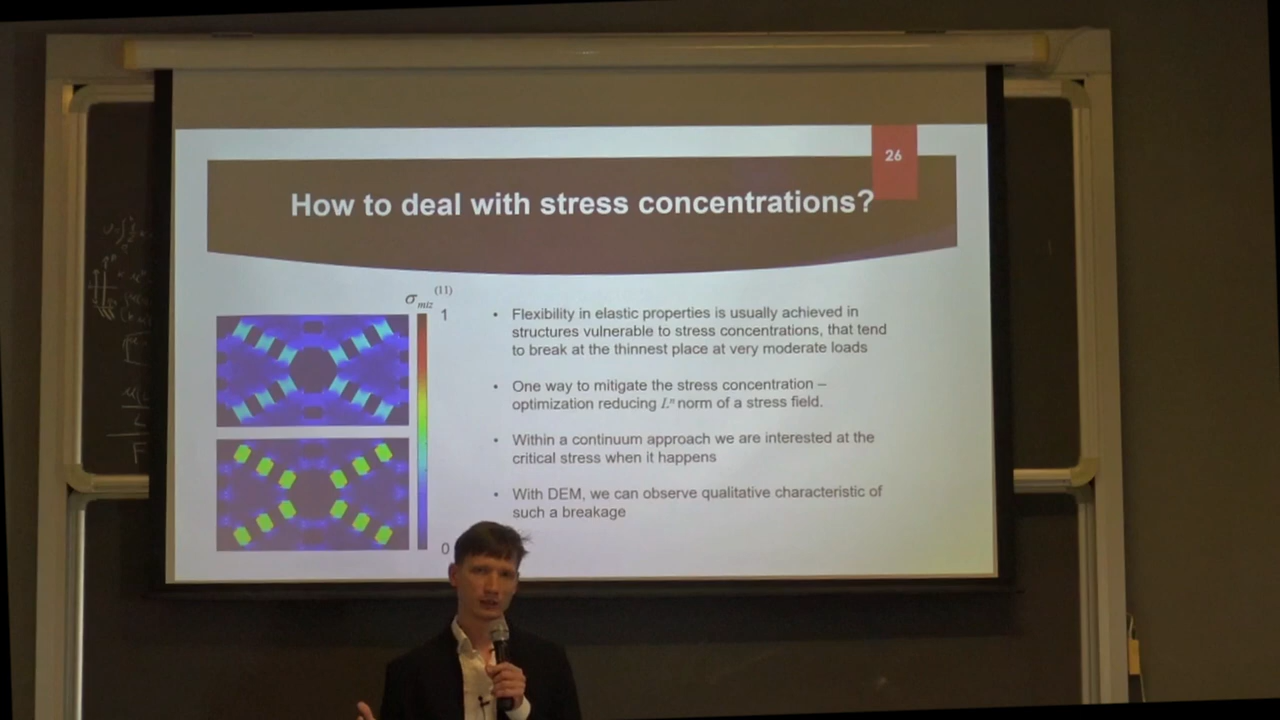 26
How to deal with stress concentrations?
σ_miz^(11)
1
0
• Flexibility in elastic properties is usually achieved in
structures vulnerable to stress concentrations, that tend
to break at the thinnest place at very moderate loads
• One way to mitigate the stress concentration –
optimization reducing Lⁿ norm of a stress field.
• Within a continuum approach we are interested at the
critical stress when it happens
• With DEM, we can observe qualitative characteristic of
such a breakage